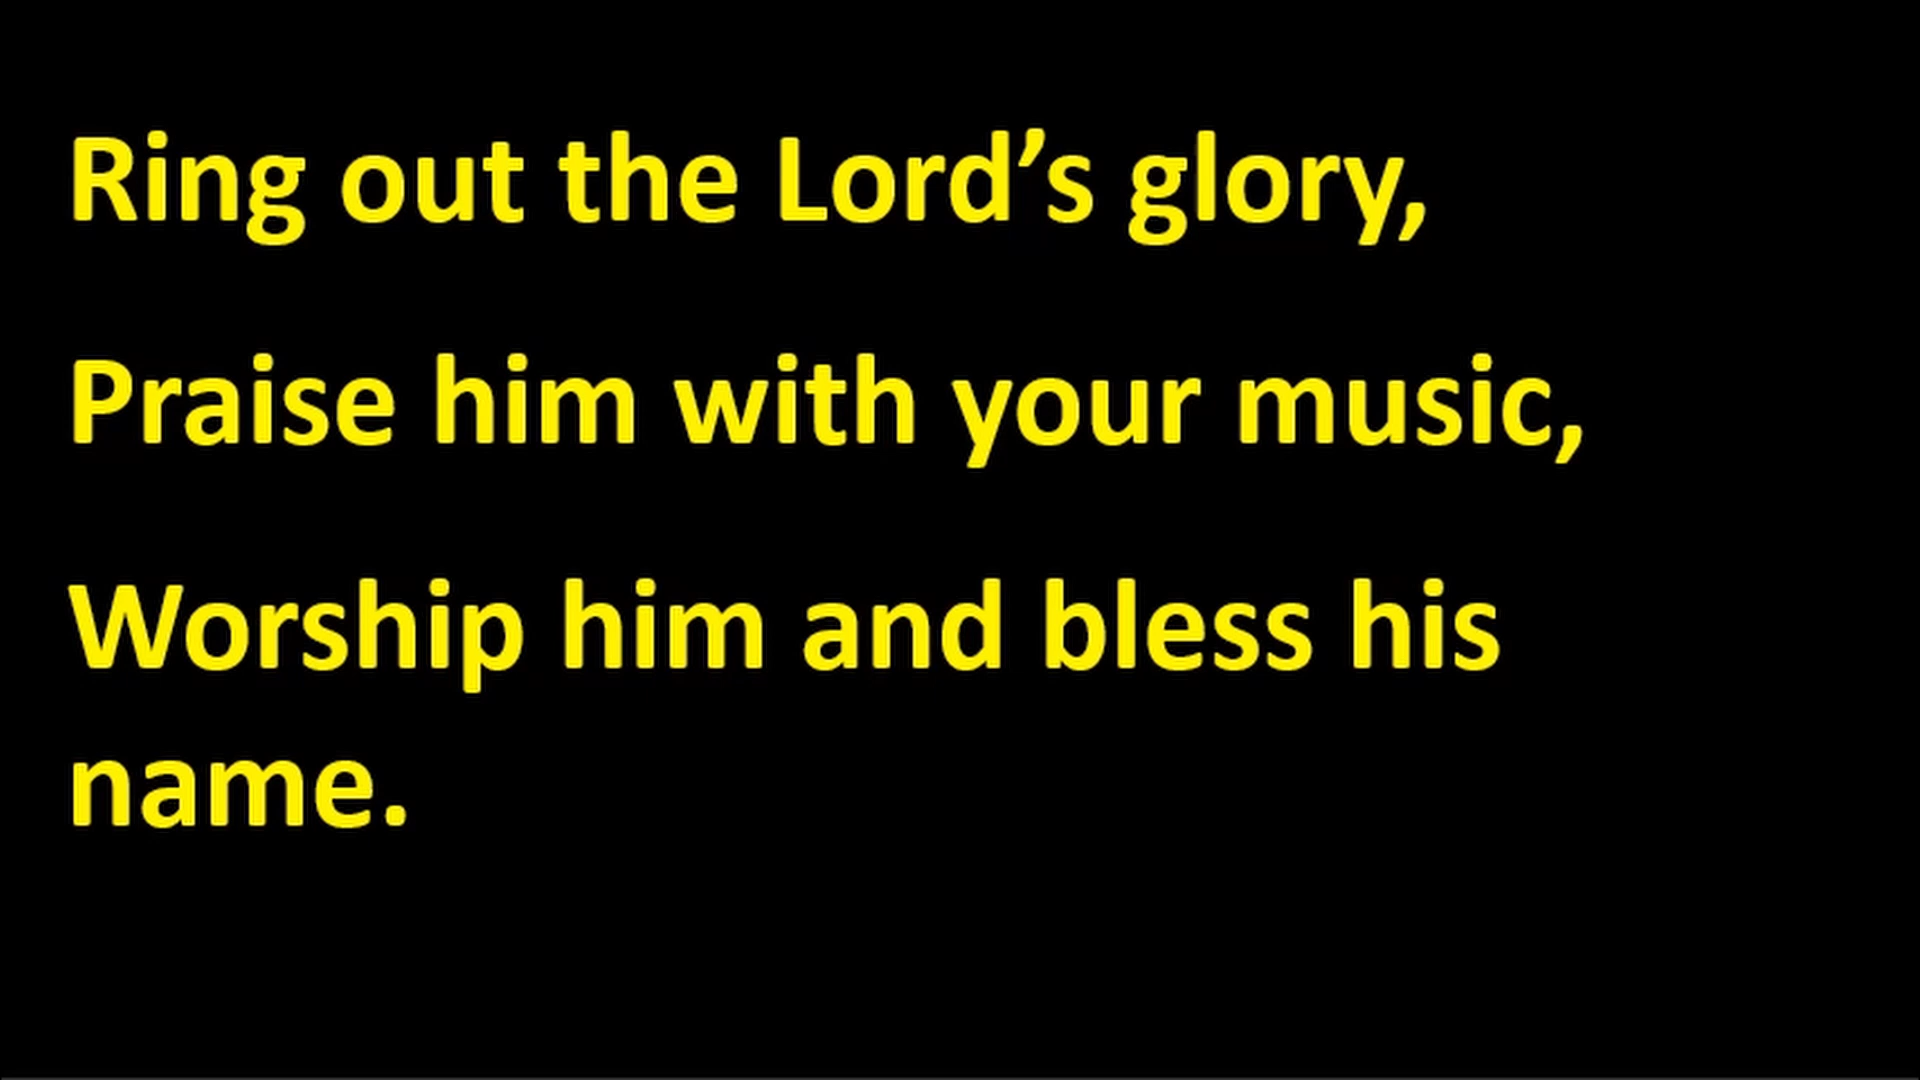 Ring out the Lord’s glory,
Praise him with your music,
Worship him and bless his
name.